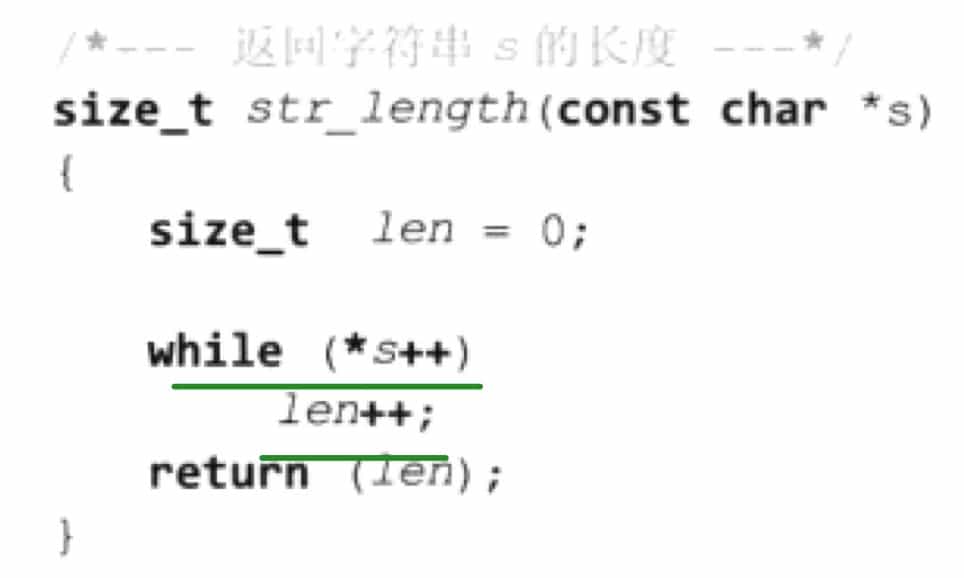 /*--- 返回字符串 s 的长度 ---*/
size_t str_length(const char *s)
{
size_t len = 0;
while (*s++)
len++;
return (len);
}